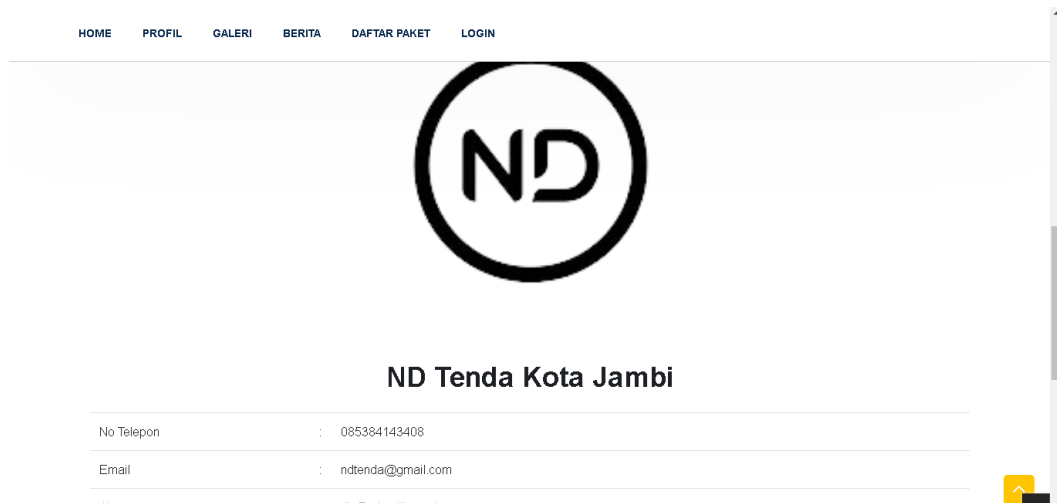 HOME PROFIL GALERI BERITA DAFTAR PAKET LOGIN
ND
ND Tenda Kota Jambi
No Telepon : 085384143408
Email : ndtenda@gmail.com